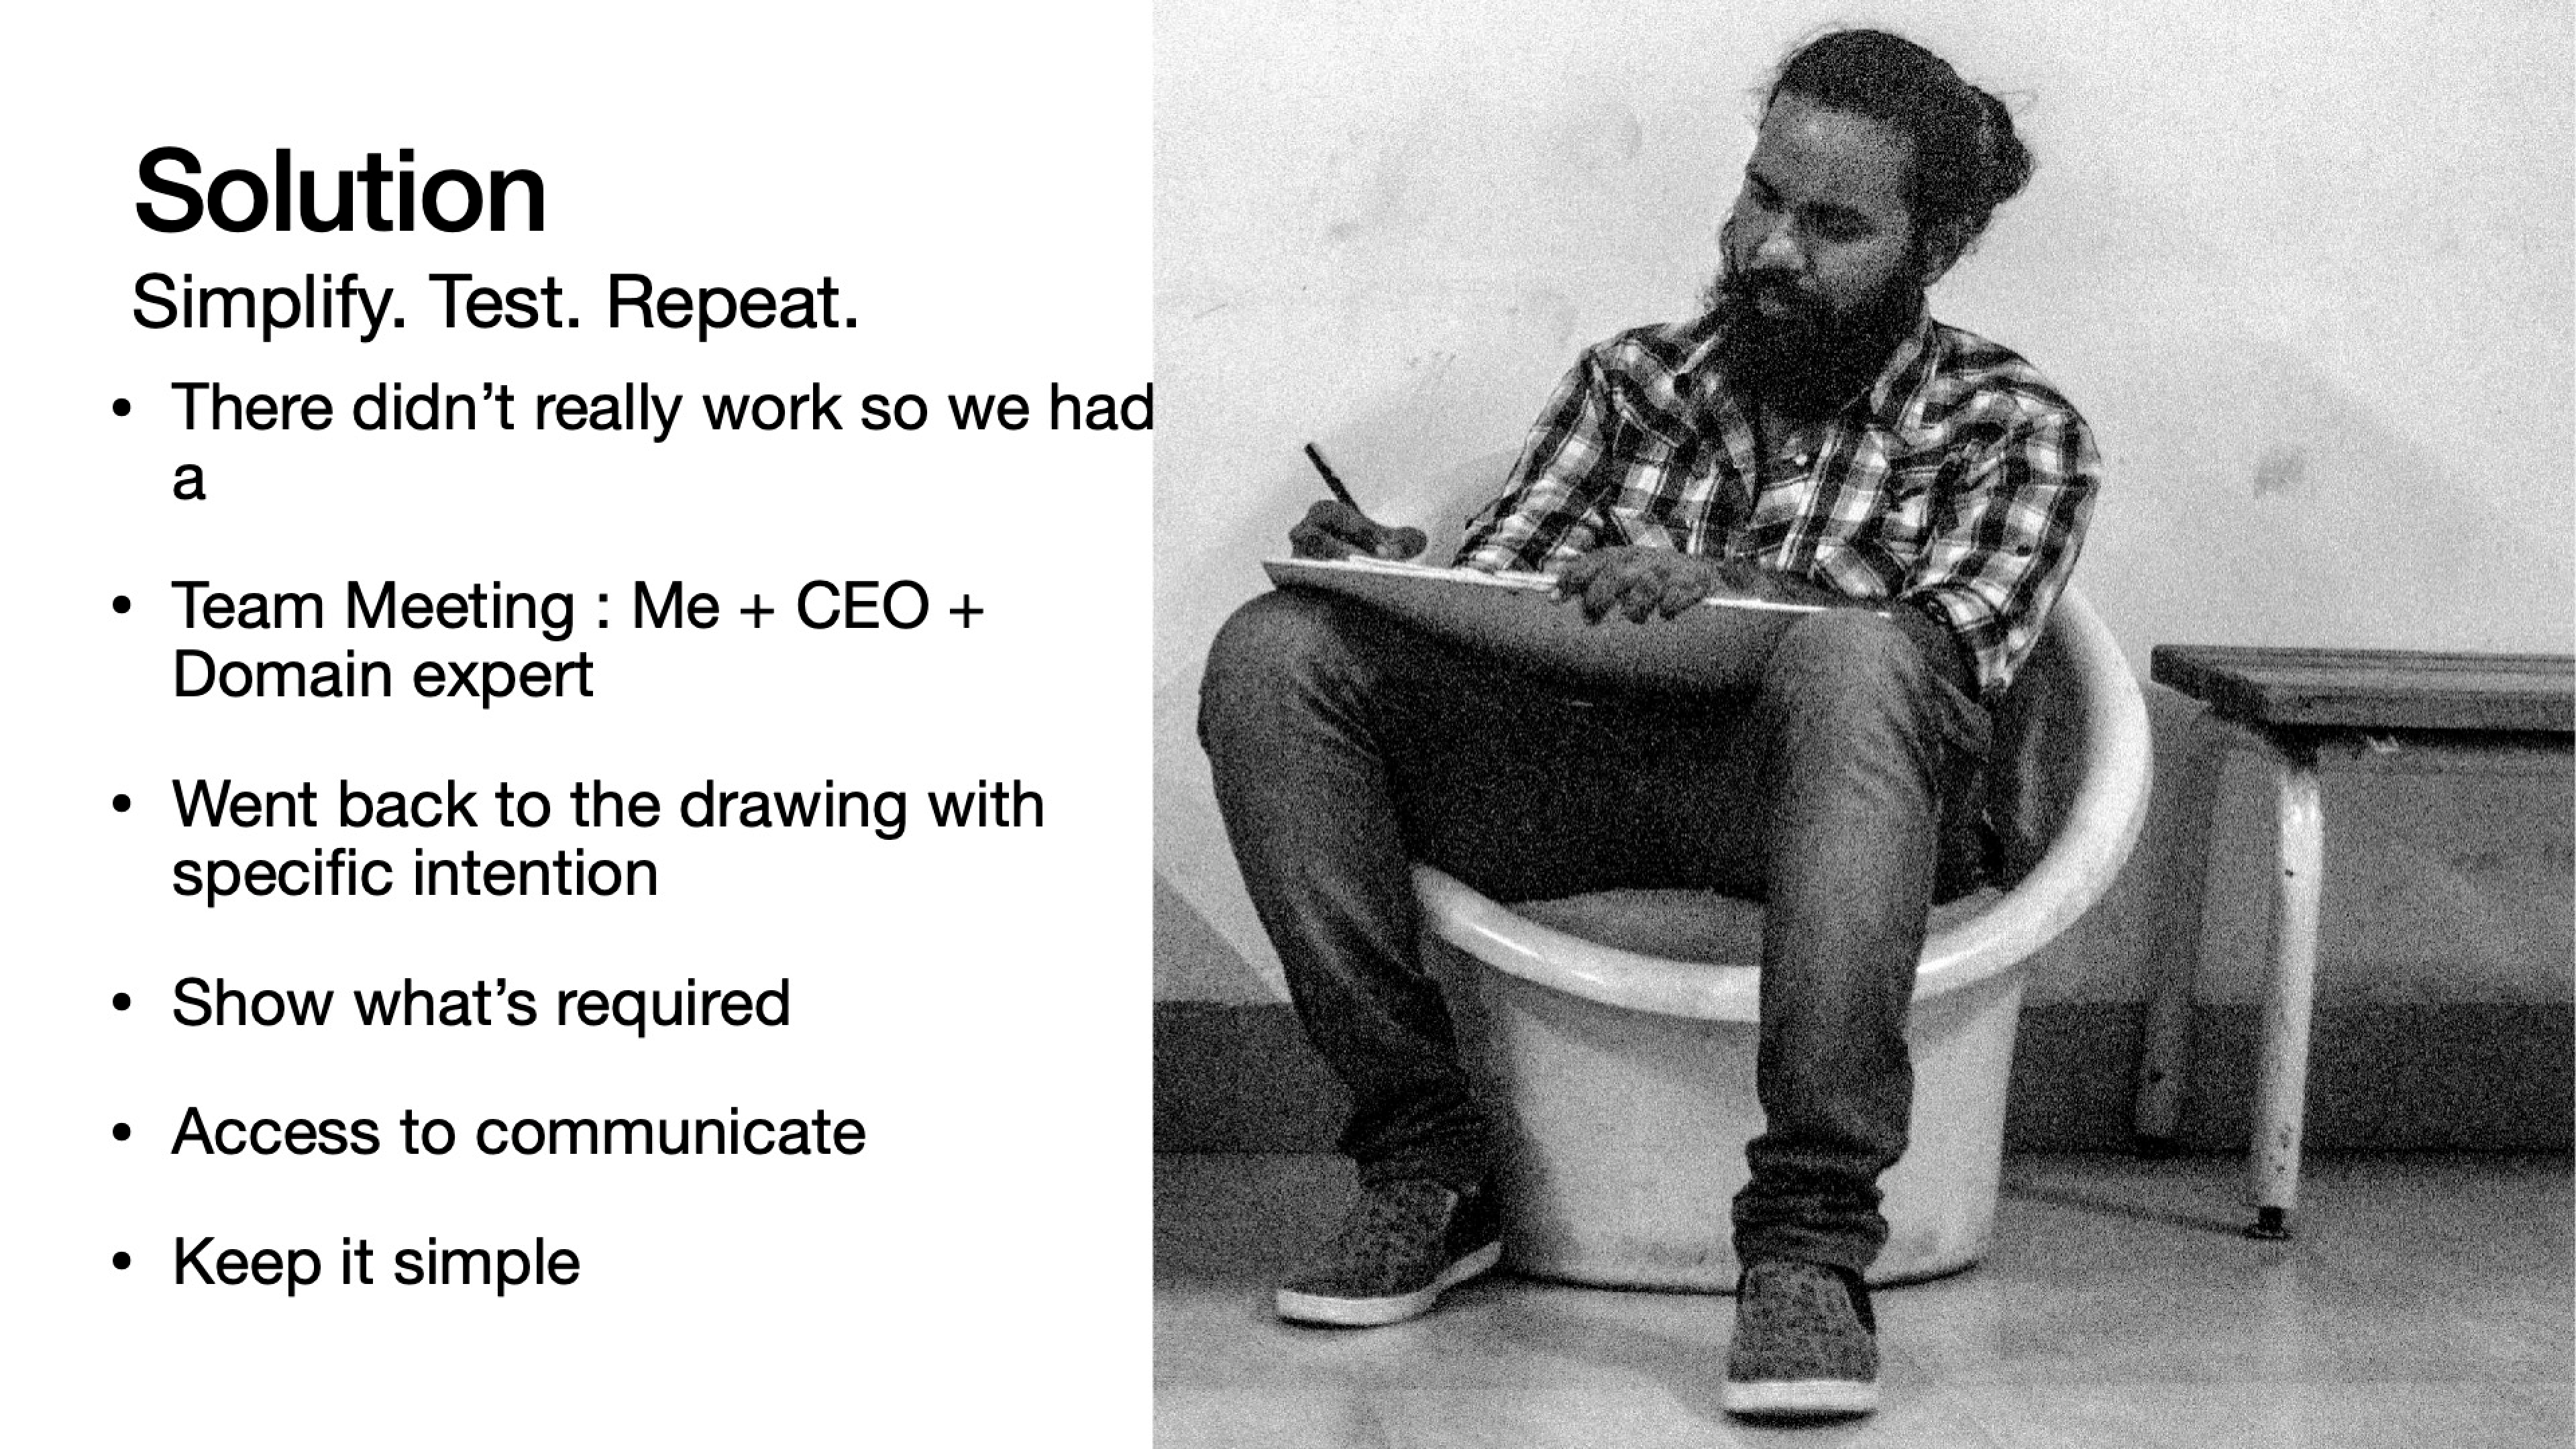 Solution
Simplify. Test. Repeat.
• There didn’t really work so we had
a
• Team Meeting : Me + CEO +
Domain expert
• Went back to the drawing with
specific intention
• Show what’s required
• Access to communicate
• Keep it simple